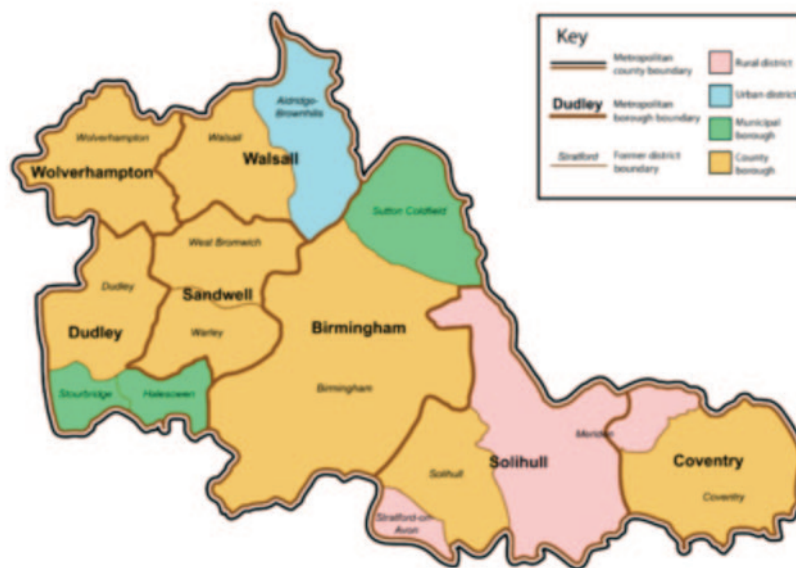 Key
Metropolitan
county boundary
Dudley
Metropolitan
borough boundary
Stratford
Former district
boundary
Rural district
Urban district
Municipal
borough
County
borough
Aldridge-
Brownhills
Wolverhampton
Walsall
Walsall
Wolverhampton
Sutton Coldfield
West Bromwich
Dudley
Sandwell
Dudley
Warley
Birmingham
Stourbridge
Halesowen
Birmingham
Meriden
Solihull
Solihull
Coventry
Coventry
Stratford-on-
Avon